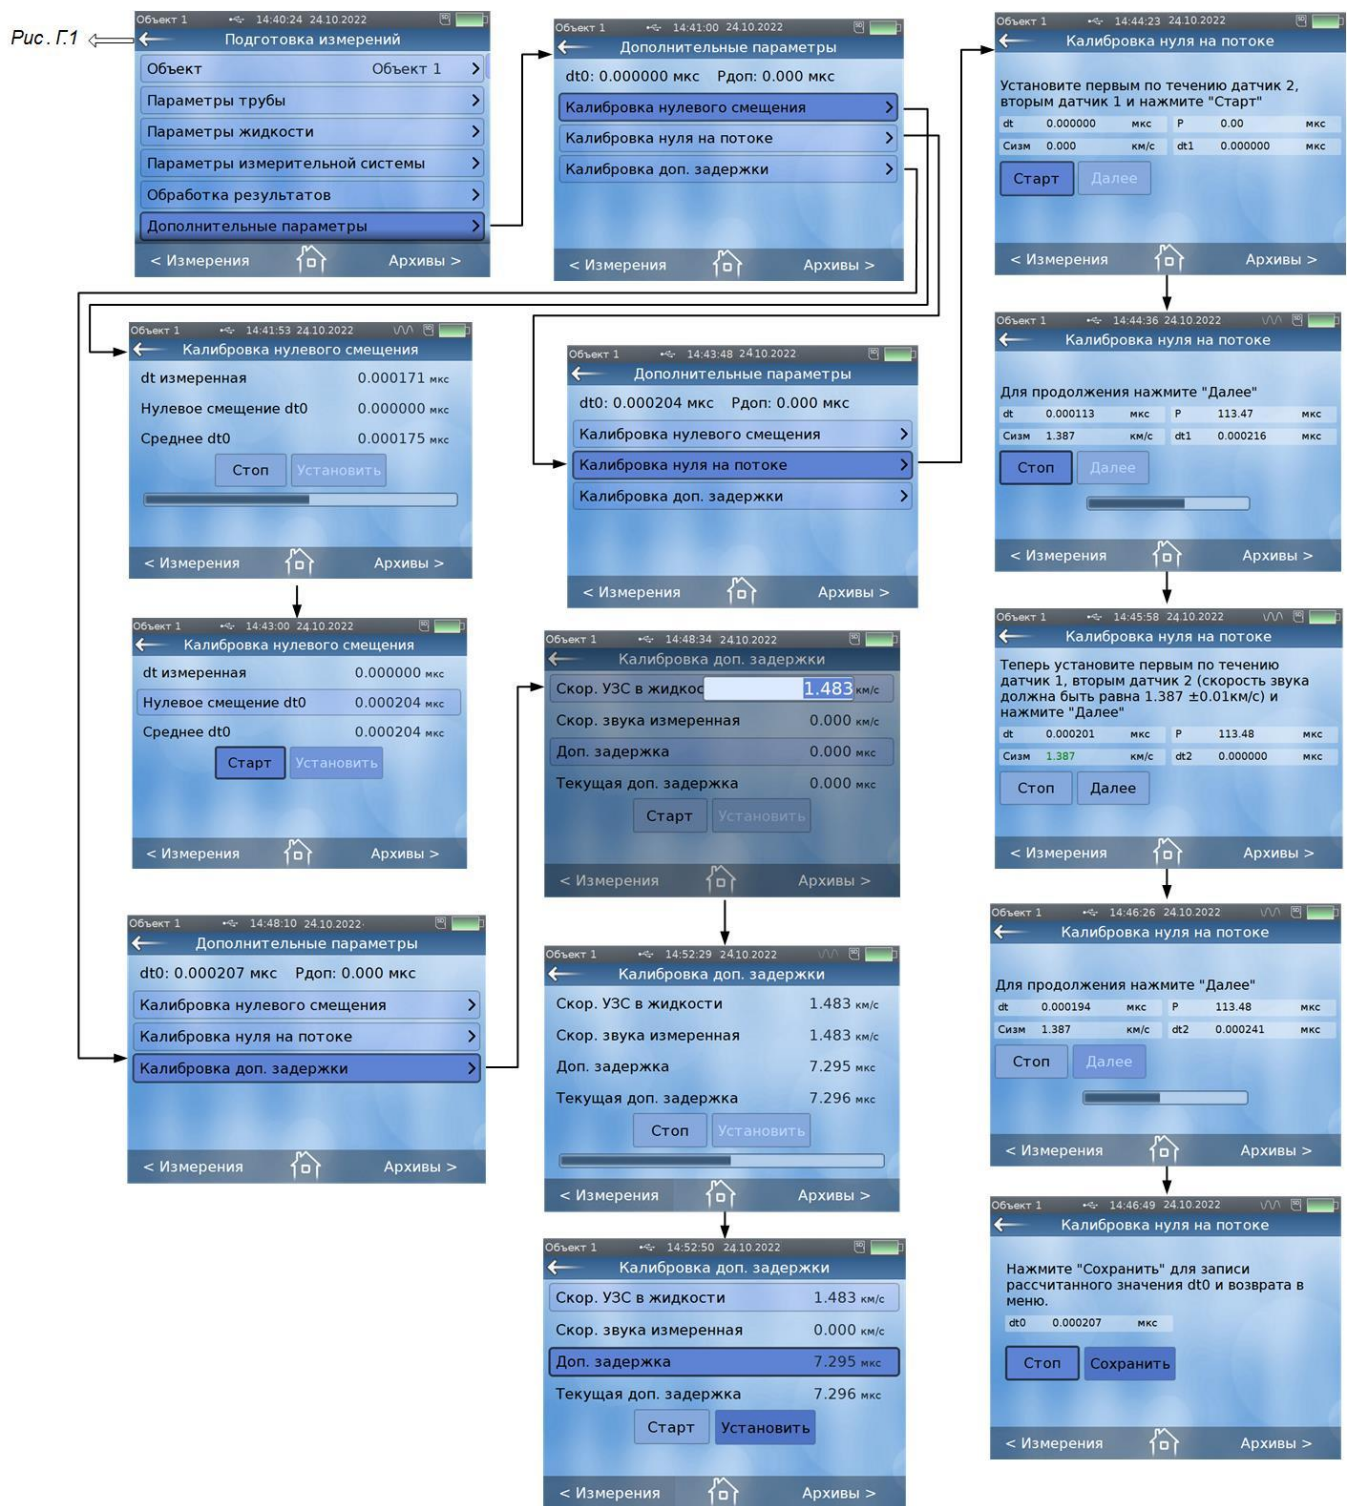 Рис. Г.1
Объект 1 14:40:24 24.10.2022
Подготовка измерений
Объект Объект 1 >
Параметры трубы >
Параметры жидкости >
Параметры измерительной системы >
Обработка результатов >
Дополнительные параметры >
< Измерения Архивы >
Объект 1 14:41:00 24.10.2022
Дополнительные параметры
dt0: 0.000000 мкс Pдоп: 0.000 мкс
Калибровка нулевого смещения >
Калибровка нуля на потоке >
Калибровка доп. задержки >
< Измерения Архивы >
Объект 1 14:44:23 24.10.2022
Калибровка нуля на потоке
Установите первым по течению датчик 2,
вторым датчик 1 и нажмите "Старт"
dt 0.000000 мкс P 0.00 мкс
Cизм 0.000 км/с dt1 0.000000 мкс
Старт Далее
< Измерения Архивы >
Объект 1 14:41:53 24.10.2022
Калибровка нулевого смещения
dt измеренная 0.000171 мкс
Нулевое смещение dt0 0.000000 мкс
Среднее dt0 0.000175 мкс
Стоп Установить
< Измерения Архивы >
Объект 1 14:43:48 24.10.2022
Дополнительные параметры
dt0: 0.000204 мкс Pдоп: 0.000 мкс
Калибровка нулевого смещения >
Калибровка нуля на потоке >
Калибровка доп. задержки >
< Измерения Архивы >
Объект 1 14:44:36 24.10.2022
Калибровка нуля на потоке
Для продолжения нажмите "Далее"
dt 0.000113 мкс P 113.47 мкс
Cизм 1.387 км/с dt1 0.000216 мкс
Стоп Далее
< Измерения Архивы >
Объект 1 14:43:00 24.10.2022
Калибровка нулевого смещения
dt измеренная 0.000000 мкс
Нулевое смещение dt0 0.000204 мкс
Среднее dt0 0.000204 мкс
Старт Установить
< Измерения Архивы >
Объект 1 14:48:34 24.10.2022
Калибровка доп. задержки
Скор. УЗС в жидкос 1.483 км/с
Скор. звука измеренная 0.000 км/с
Доп. задержка 0.000 мкс
Текущая доп. задержка 0.000 мкс
Старт Установить
< Измерения Архивы >
Объект 1 14:45:58 24.10.2022
Калибровка нуля на потоке
Теперь установите первым по течению
датчик 1, вторым датчик 2 (скорость звука
должна быть равна 1.387 ±0.01км/с) и
нажмите "Далее"
dt 0.000201 мкс P 113.48 мкс
Cизм 1.387 км/с dt2 0.000000 мкс
Стоп Далее
< Измерения Архивы >
Объект 1 14:48:10 24.10.2022
Дополнительные параметры
dt0: 0.000207 мкс Pдоп: 0.000 мкс
Калибровка нулевого смещения >
Калибровка нуля на потоке >
Калибровка доп. задержки >
< Измерения Архивы >
Объект 1 14:52:29 24.10.2022
Калибровка доп. задержки
Скор. УЗС в жидкости 1.483 км/с
Скор. звука измеренная 1.483 км/с
Доп. задержка 7.295 мкс
Текущая доп. задержка 7.296 мкс
Стоп Установить
< Измерения Архивы >
Объект 1 14:46:26 24.10.2022
Калибровка нуля на потоке
Для продолжения нажмите "Далее"
dt 0.000194 мкс P 113.48 мкс
Cизм 1.387 км/с dt2 0.000241 мкс
Стоп Далее
< Измерения Архивы >
Объект 1 14:52:50 24.10.2022
Калибровка доп. задержки
Скор. УЗС в жидкости 1.483 км/с
Скор. звука измеренная 0.000 км/с
Доп. задержка 7.295 мкс
Текущая доп. задержка 7.296 мкс
Старт Установить
< Измерения Архивы >
Объект 1 14:46:49 24.10.2022
Калибровка нуля на потоке
Нажмите "Сохранить" для записи
рассчитанного значения dt0 и возврата в
меню.
dt0 0.000207 мкс
Стоп Сохранить
< Измерения Архивы >